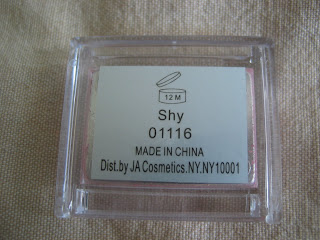 12 M
Shy
01116
MADE IN CHINA
Dist.by JA Cosmetics.NY.NY10001